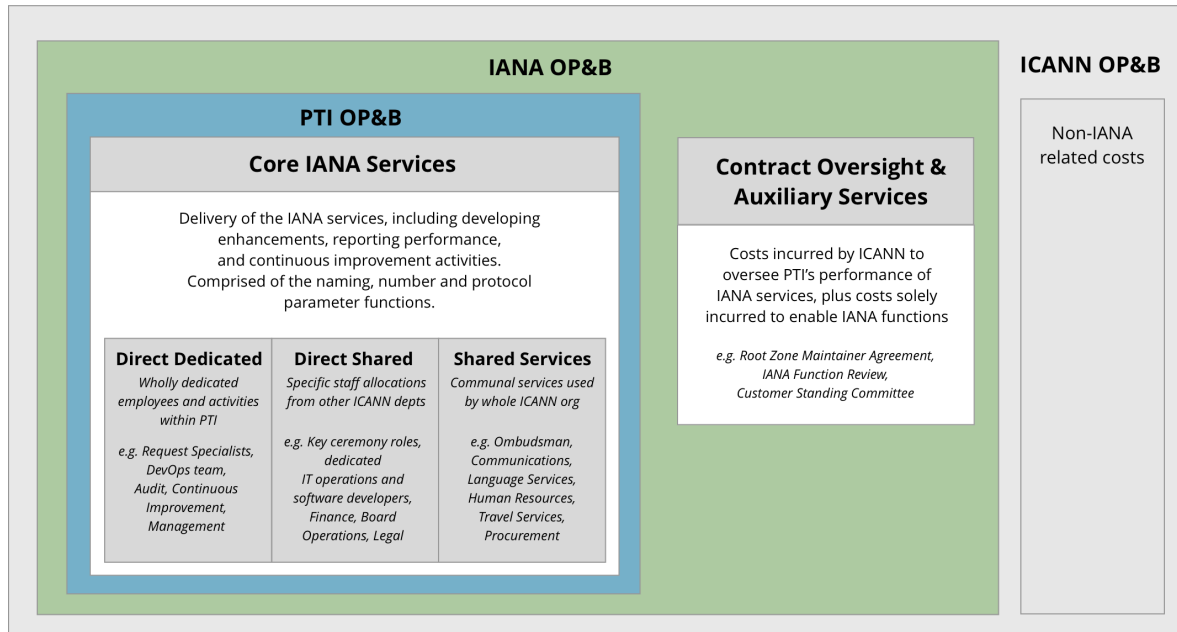 IANA OP&B
ICANN OP&B
PTI OP&B
Core IANA Services
Delivery of the IANA services, including developing
enhancements, reporting performance,
and continuous improvement activities.
Comprised of the naming, number and protocol
parameter functions.
Direct Dedicated
Wholly dedicated
employees and activities
within PTI
e.g. Request Specialists,
DevOps team,
Audit, Continuous
Improvement,
Management
Direct Shared
Specific staff allocations
from other ICANN depts
e.g. Key ceremony roles,
dedicated
IT operations and
software developers,
Finance, Board
Operations, Legal
Shared Services
Communal services used
by whole ICANN org
e.g. Ombudsman,
Communications,
Language Services,
Human Resources,
Travel Services,
Procurement
Contract Oversight &
Auxiliary Services
Costs incurred by ICANN to
oversee PTI’s performance of
IANA services, plus costs solely
incurred to enable IANA functions
e.g. Root Zone Maintainer Agreement,
IANA Function Review,
Customer Standing Committee
Non-IANA
related costs